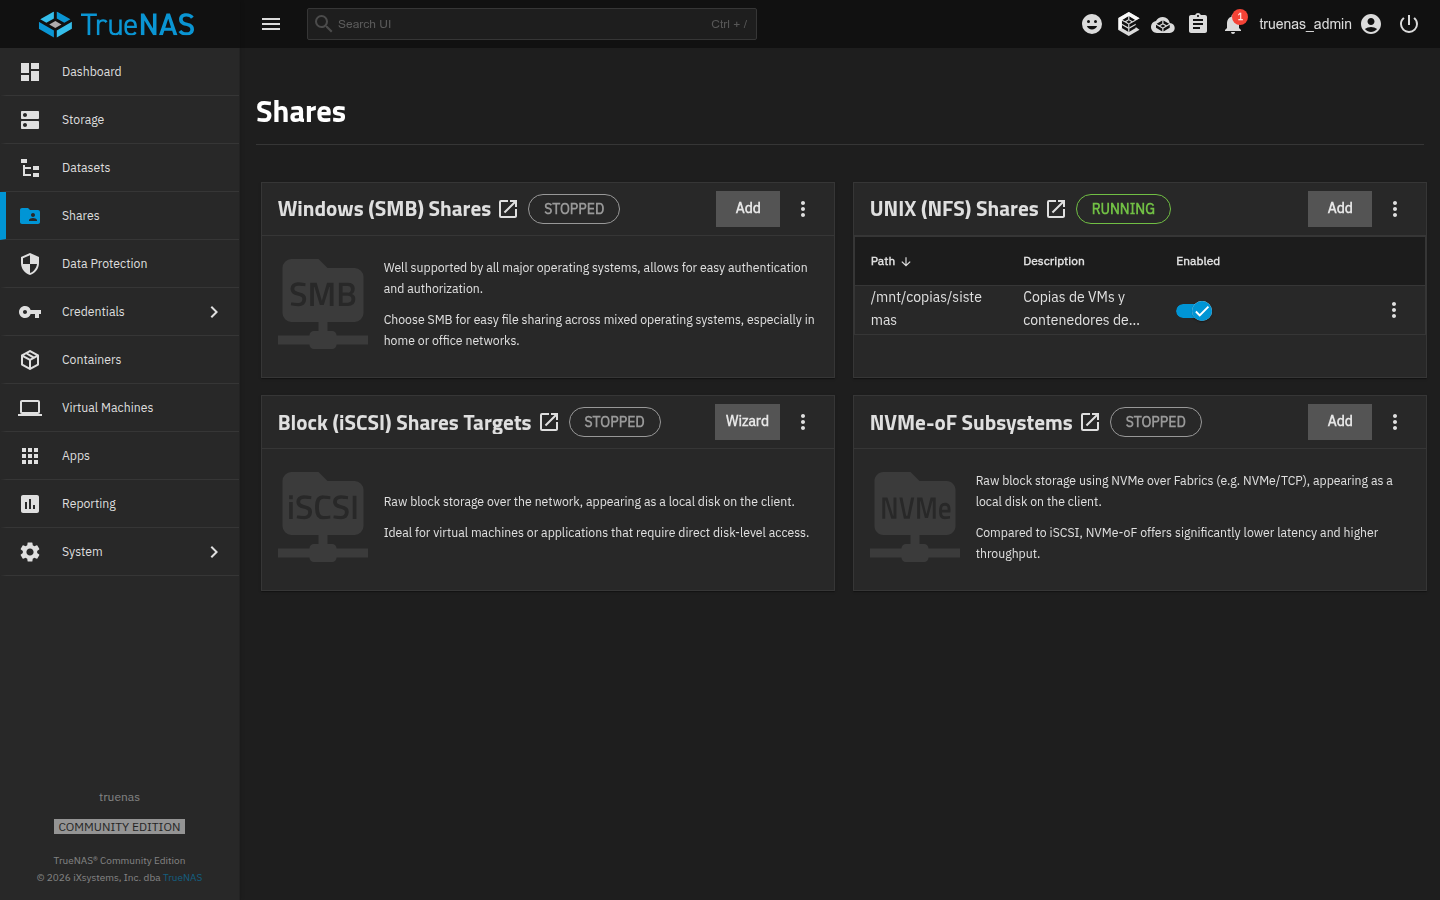 TrueNAS
Search UI
Ctrl + /
1
truenas_admin
Dashboard
Storage
Datasets
Shares
Data Protection
Credentials
Containers
Virtual Machines
Apps
Reporting
System
truenas
COMMUNITY EDITION
TrueNAS® Community Edition
© 2026 iXsystems, Inc. dba TrueNAS
Shares
Windows (SMB) Shares
STOPPED
Add
SMB
Well supported by all major operating systems, allows for easy authentication
and authorization.
Choose SMB for easy file sharing across mixed operating systems, especially in
home or office networks.
UNIX (NFS) Shares
RUNNING
Add
Path
Description
Enabled
/mnt/copias/siste
mas
Copias de VMs y
contenedores de...
Block (iSCSI) Shares Targets
STOPPED
Wizard
iSCSI
Raw block storage over the network, appearing as a local disk on the client.
Ideal for virtual machines or applications that require direct disk-level access.
NVMe-oF Subsystems
STOPPED
Add
NVMe
Raw block storage using NVMe over Fabrics (e.g. NVMe/TCP), appearing as a
local disk on the client.
Compared to iSCSI, NVMe-oF offers significantly lower latency and higher
throughput.